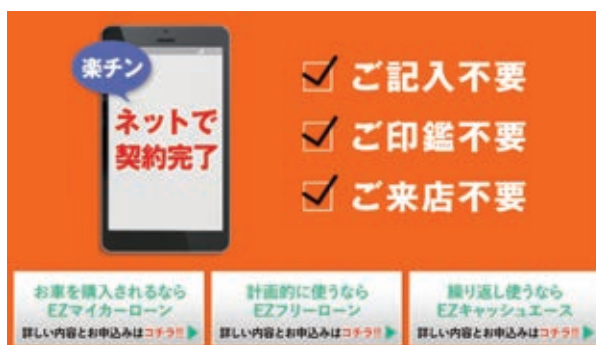 楽チン
ネットで
契約完了
ご記入不要
ご印鑑不要
ご来店不要
お車を購入されるなら
EZマイカーローン
詳しい内容とお申込みはコチラ!!
計画的に使うなら
EZフリーローン
詳しい内容とお申込みはコチラ!!
繰り返し使うなら
EZキャッシュエース
詳しい内容とお申込みはコチラ!!